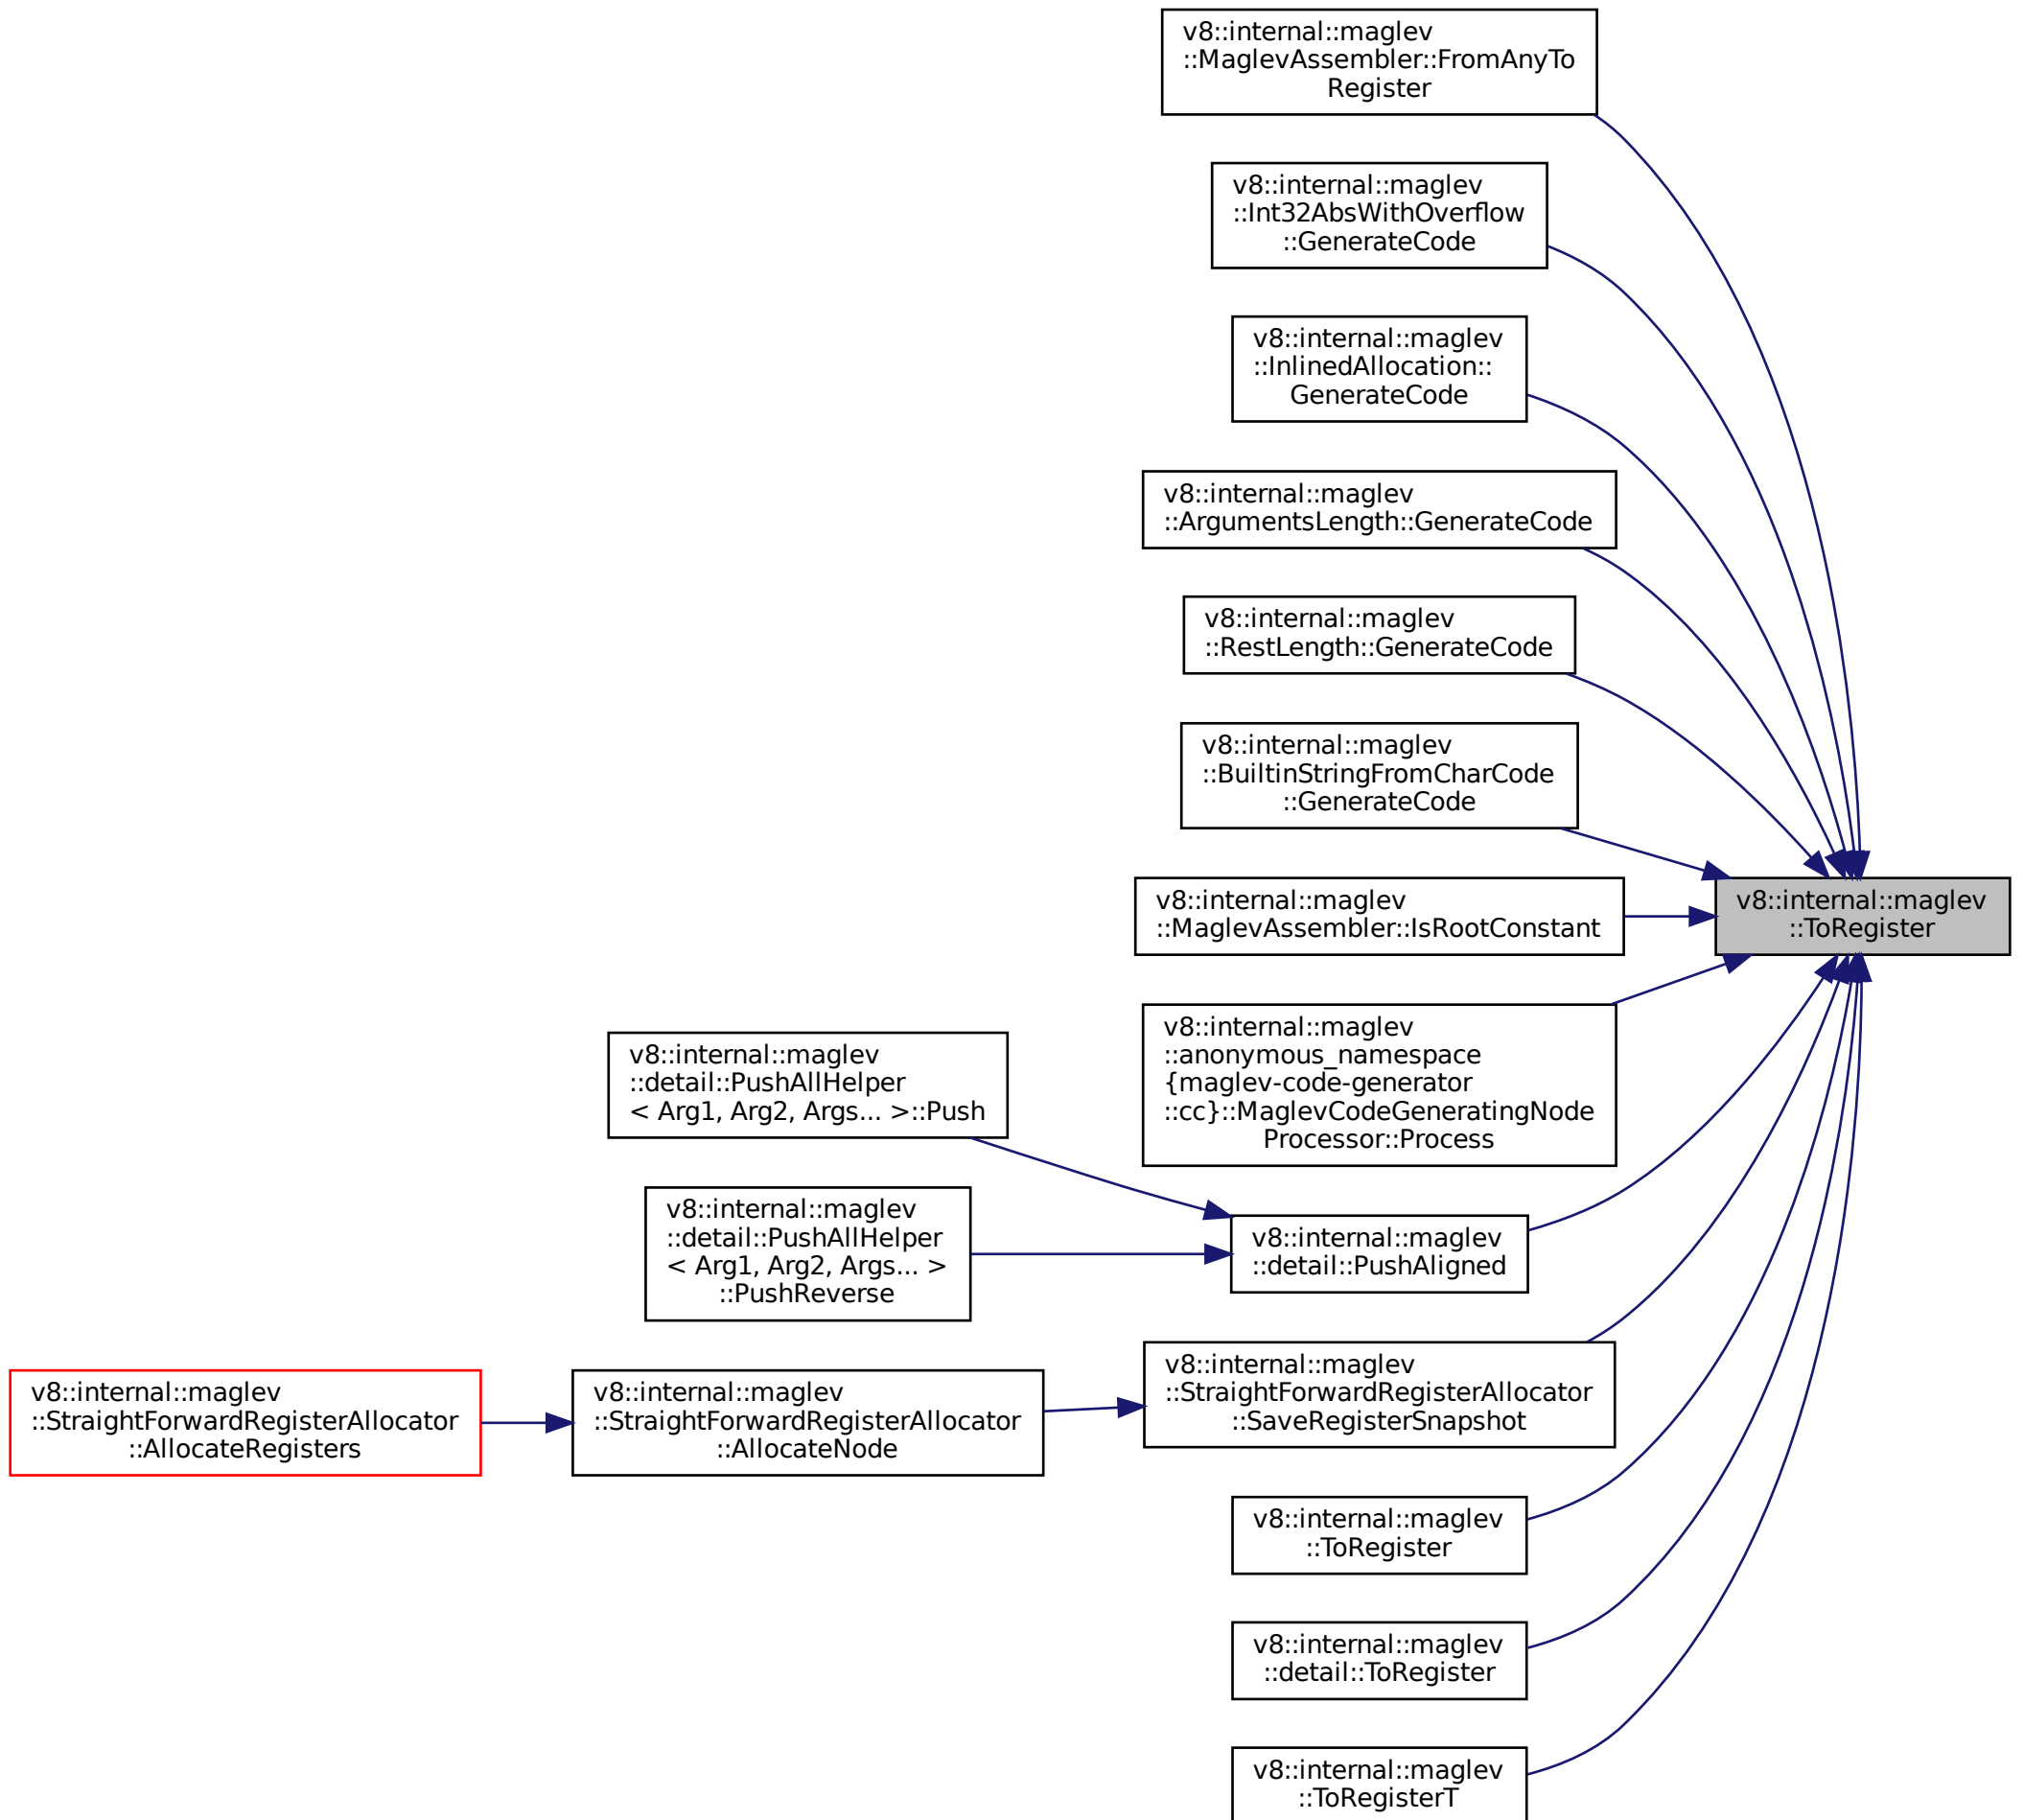 v8::internal::maglev
::MaglevAssembler::FromAnyTo
Register
v8::internal::maglev
::Int32AbsWithOverflow
::GenerateCode
v8::internal::maglev
::InlinedAllocation::
GenerateCode
v8::internal::maglev
::ArgumentsLength::GenerateCode
v8::internal::maglev
::RestLength::GenerateCode
v8::internal::maglev
::BuiltinStringFromCharCode
::GenerateCode
v8::internal::maglev
::MaglevAssembler::IsRootConstant
v8::internal::maglev
::ToRegister
v8::internal::maglev
::anonymous_namespace
{maglev-code-generator
::cc}::MaglevCodeGeneratingNode
Processor::Process
v8::internal::maglev
::detail::PushAllHelper
< Arg1, Arg2, Args... >::Push
v8::internal::maglev
::detail::PushAllHelper
< Arg1, Arg2, Args... >
::PushReverse
v8::internal::maglev
::detail::PushAligned
v8::internal::maglev
::StraightForwardRegisterAllocator
::AllocateRegisters
v8::internal::maglev
::StraightForwardRegisterAllocator
::AllocateNode
v8::internal::maglev
::StraightForwardRegisterAllocator
::SaveRegisterSnapshot
v8::internal::maglev
::ToRegister
v8::internal::maglev
::detail::ToRegister
v8::internal::maglev
::ToRegisterT